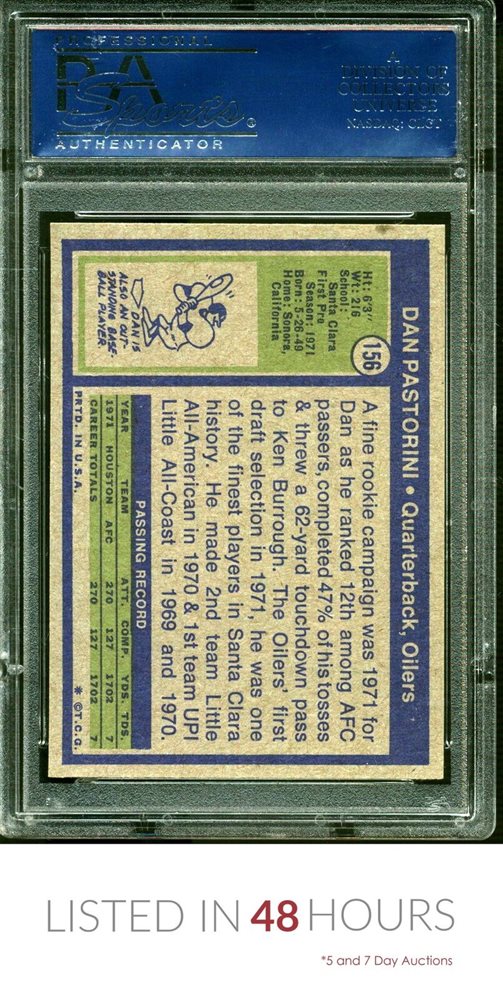 PROFESSIONAL
PSA
Sports
AUTHENTICATOR
A
DIVISION OF
COLLECTORS
UNIVERSE
NASDAQ: CLCT
DAN PASTORINI • Quarterback, Oilers
156
Ht: 6'3"
Wt: 216
School:
Santa Clara
First Pro
Season: 1971
Born: 5-26-49
Home: Sonora,
California
DAN IS
ALSO AN OUT-
STANDING BASE-
BALL PLAYER
A fine rookie campaign was 1971 for
Dan as he ranked 12th among AFC
passers, completed 47% of his tosses
& threw a 62-yard touchdown pass
to Ken Burrough. The Oilers' first
draft selection in 1971, he was one
of the finest players in Santa Clara
history. He made 2nd team Little
All-American in 1970 & 1st team UPI
Little All-Coast in 1969 and 1970.
PASSING RECORD
YEAR TEAM ATT. COMP. YDS. TDS.
1971 HOUSTON AFC 270 127 1702 7
CAREER TOTALS 270 127 1702 7
PRTD. IN U.S.A.
* ©T.C.G.
LISTED IN 48 HOURS
*5 and 7 Day Auctions